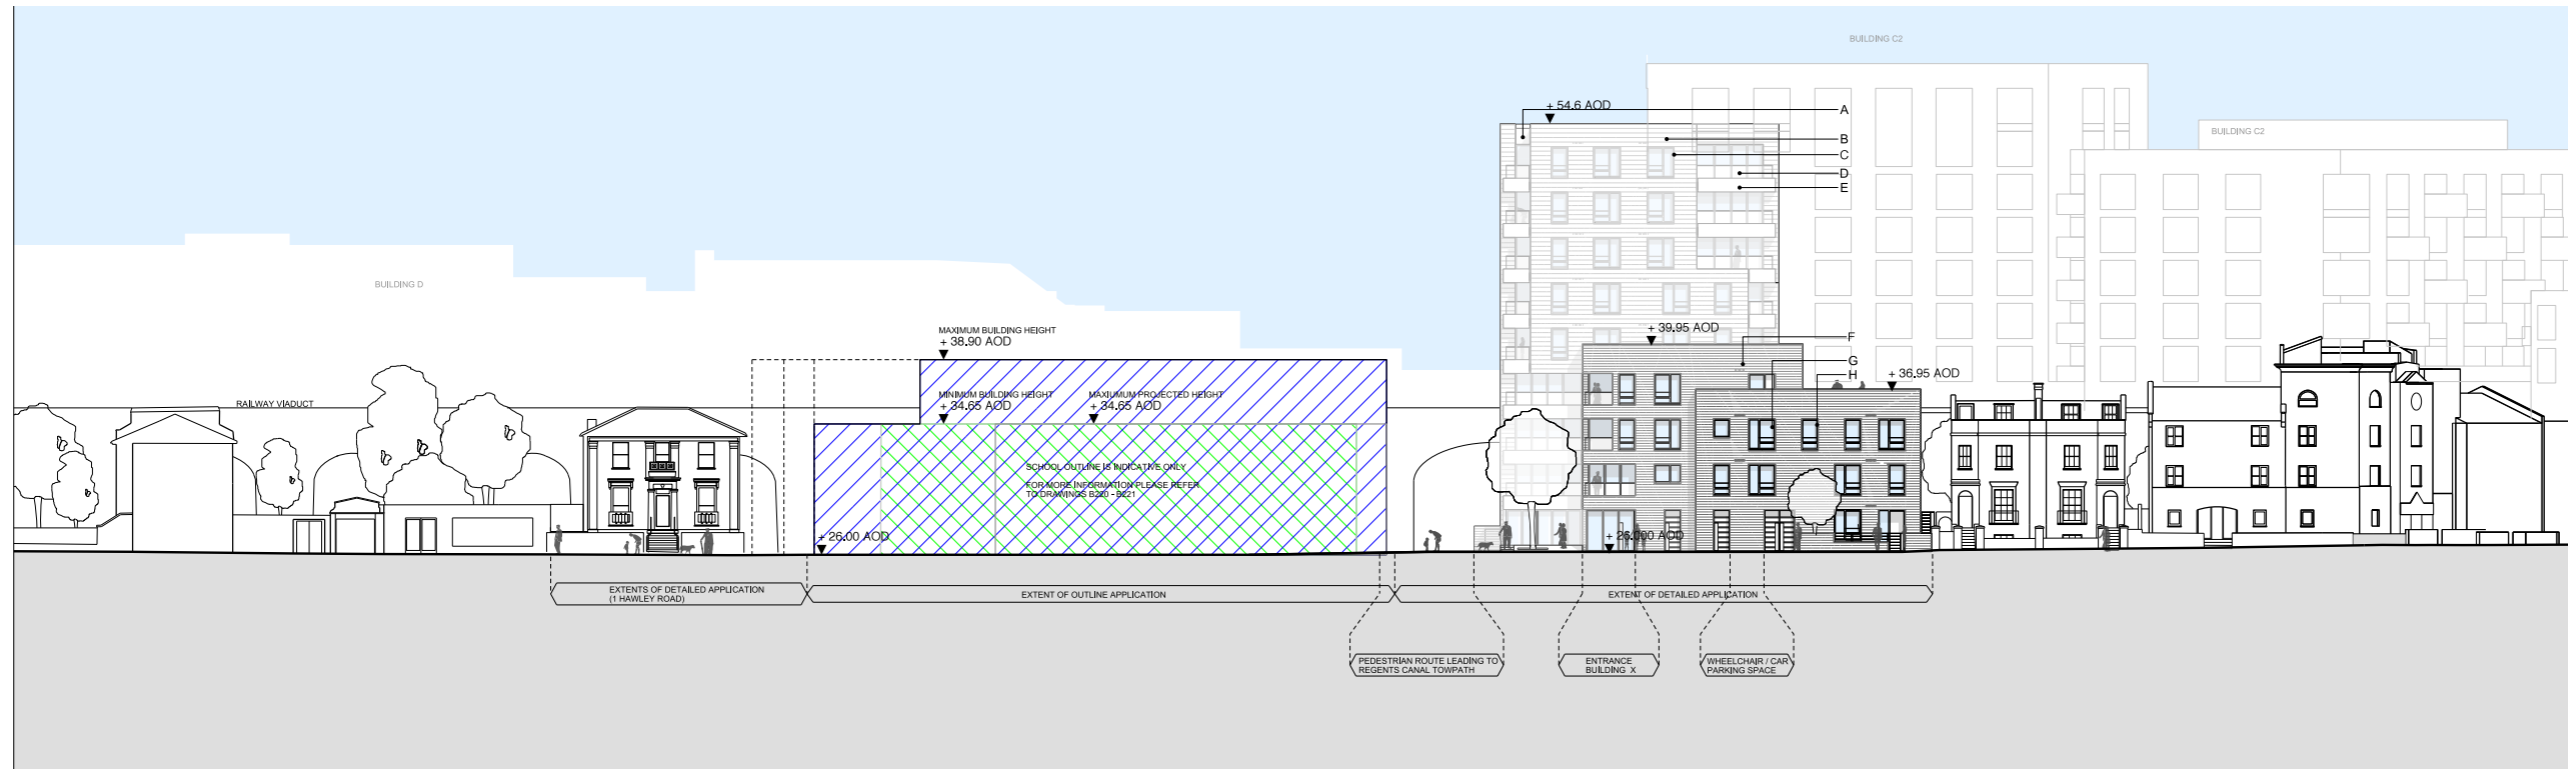 BUILDING C2
+ 54.6 AOD
A
B
C
D
E
BUILDING C2
BUILDING D
MAXIMUM BUILDING HEIGHT
+ 38.90 AOD
+ 39.95 AOD
F
G
H
+ 36.95 AOD
RAILWAY VIADUCT
MINIMUM BUILDING HEIGHT
+ 34.65 AOD
MAXIUMUM PROJECTED HEIGHT
+ 34.65 AOD
SCHOOL OUTLINE IS INDICATIVE ONLY
FOR MORE INFORMATION PLEASE REFER
TO DRAWINGS B220 - B221
+ 26.00 AOD
+ 26.000 AOD
EXTENTS OF DETAILED APPLICATION
(1 HAWLEY ROAD)
EXTENT OF OUTLINE APPLICATION
EXTENT OF DETAILED APPLICATION
PEDESTRIAN ROUTE LEADING TO
REGENTS CANAL TOWPATH
ENTRANCE
BUILDING X
WHEELCHAIR / CAR
PARKING SPACE